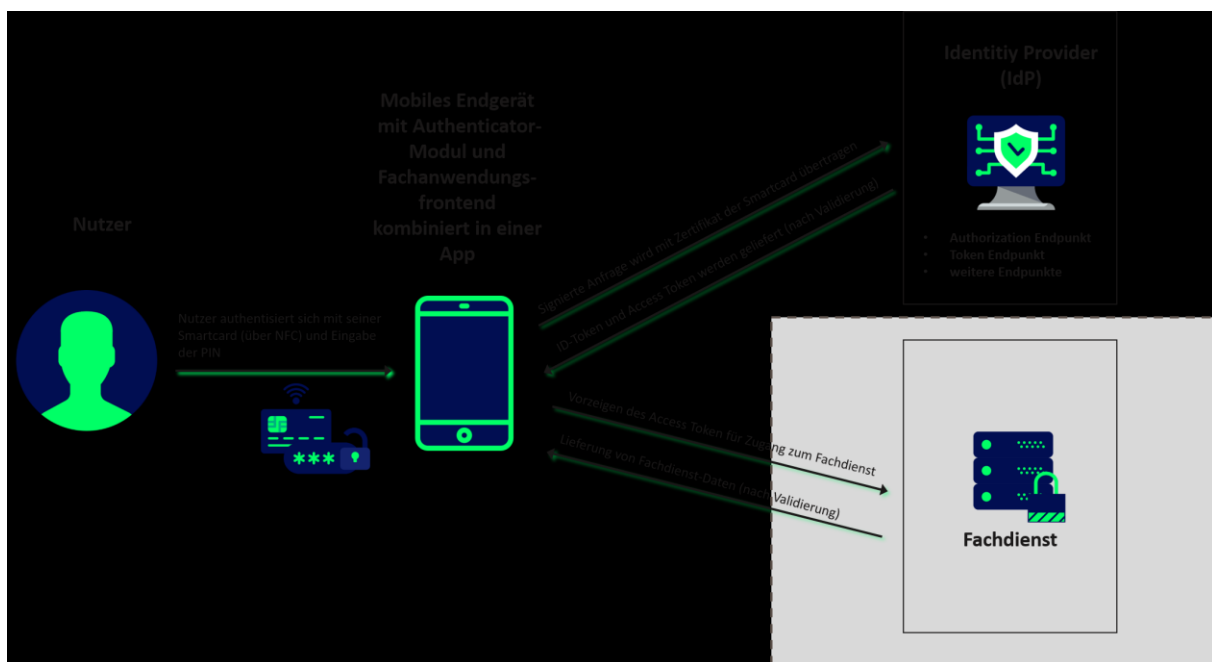 Identitiy Provider
(IdP)
Mobiles Endgerät
mit Authenticator-
Modul und
Fachanwendungs-
frontend
kombiniert in einer
App
Nutzer
Signierte Anfrage wird mit Zertifikat der Smartcard übertragen
ID-Token und Access Token werden geliefert (nach Validierung)
• Authorization Endpunkt
• Token Endpunkt
• weitere Endpunkte
Nutzer authentisiert sich mit seiner
Smartcard (über NFC) und Eingabe
der PIN
***
Vorzeigen des Access Token für Zugang zum Fachdienst
Lieferung von Fachdienst-Daten (nach Validierung)
Fachdienst